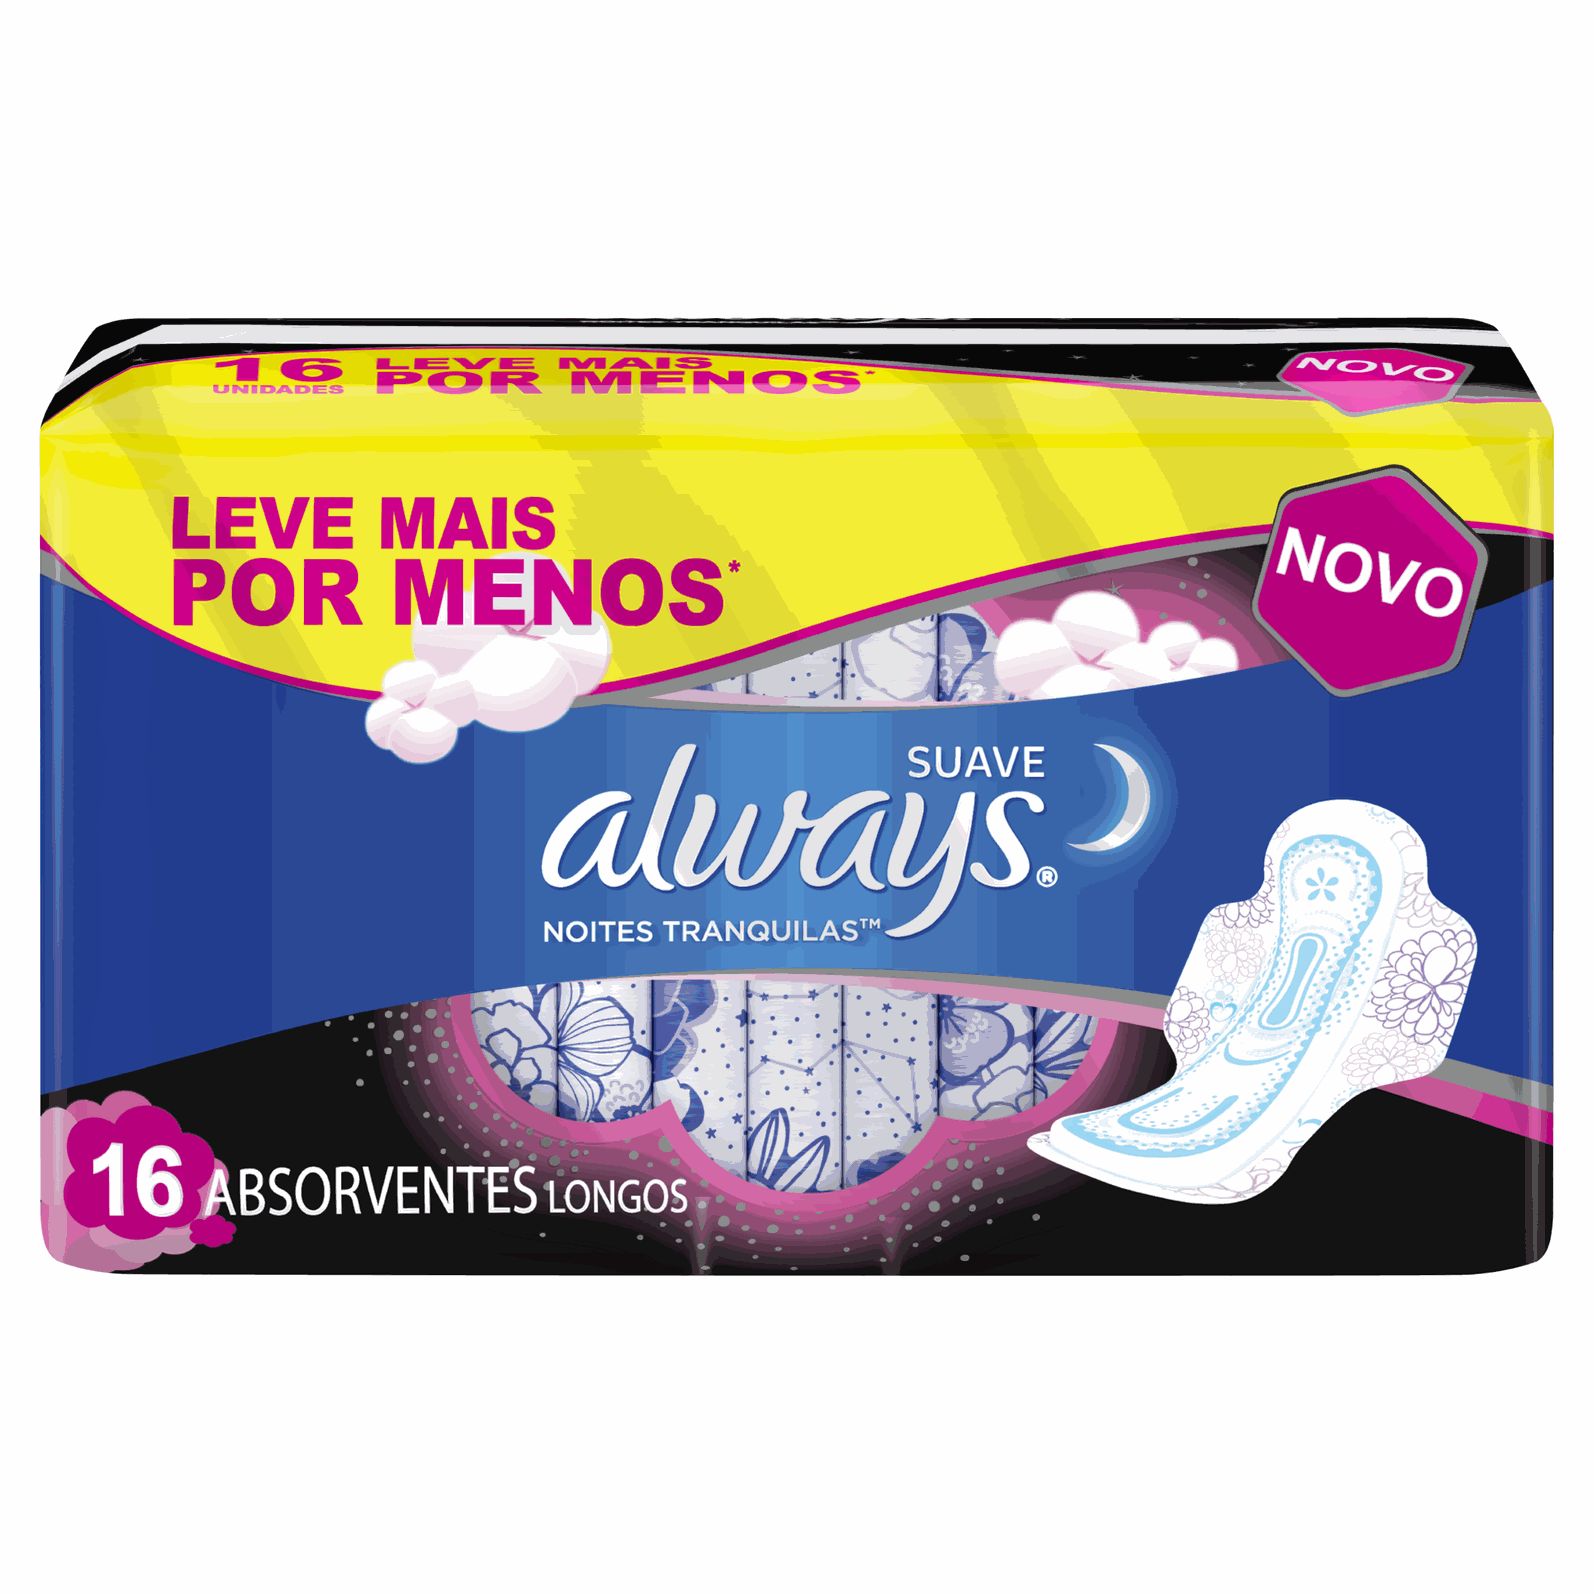 16 LEVE MAIS
UNIDADES POR MENOS*
NOVO
LEVE MAIS
POR MENOS*
NOVO
SUAVE
always®
NOITES TRANQUILAS™
16 ABSORVENTES LONGOS